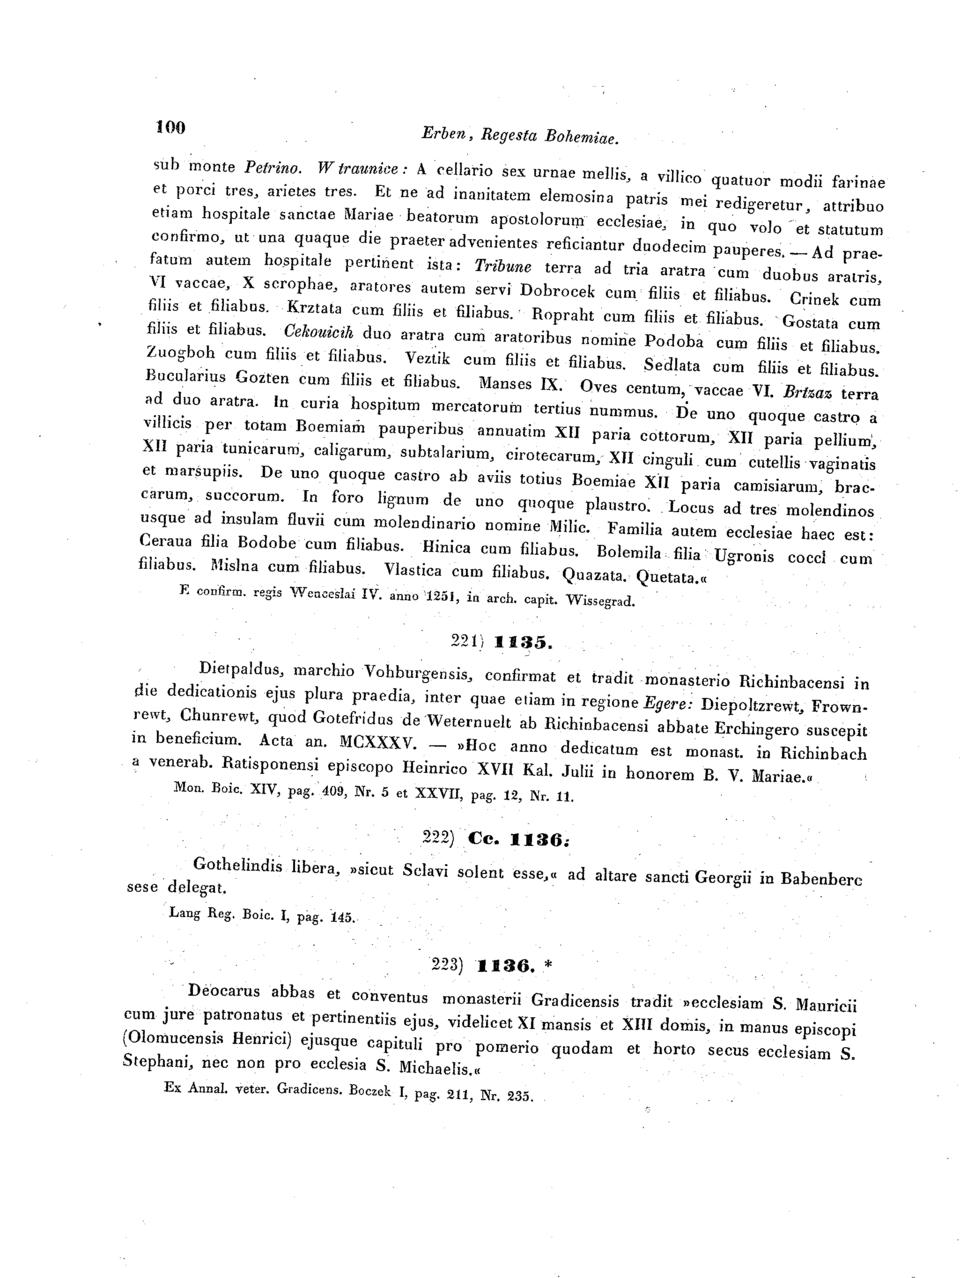 100
Erben, Regesta Bohemiae.
sub monte Petrino. Wtraunice: A cellario sex urnae mellis, a villico quatuor modii farinae
et porci tres, arietes tres. Et ne ad inanitatem elemosina patris mei redigeretur, attribuo
etiam hospitale sanctae Mariae beatorum apostolorum ecclesiae, in quo volo et statutum
confirmo, ut una quaque die praeter advenientes reficiantur duodecim pauperes. — Ad prae-
fatum autem hospitale pertinent ista: Tribune terra ad tria aratra cum duobus aratris,
VI vaccae, X scrophae, aratores autem servi Dobrocek cum filiis et filiabus. Crinek cum
filiis et filiabus. Krztata cum filiis et filiabus. Ropraht cum filiis et filiabus. Gostata cum
filiis et filiabus. Cekouicih duo aratra cum aratoribus nomine Podoba cum filiis et filiabus.
Zuogboh cum filiis et filiabus. Veztik cum filiis et filiabus. Sedlata cum filiis et filiabus.
Bucularius Gozten cum filiis et filiabus. Manses IX. Oves centum, vaccae VI. Brtzaz terra
ad duo aratra. In curia hospitum mercatorum tertius nummus. De uno quoque castro a
villicis per totam Boemiam pauperibus annuatim XII paria cottorum, XII paria pellium,
XII paria tunicarum, caligarum, subtalarium, cirotecarum, XII cinguli cum cutellis vaginatis
et marsupiis. De uno quoque castro ab aviis totius Boemiae XII paria camisiarum, brac-
carum, succorum. In foro lignum de uno quoque plaustro. Locus ad tres molendinos
usque ad insulam fluvii cum molendinario nomine Milic. Familia autem ecclesiae haec est:
Ceraua filia Bodobe cum filiabus. Hinica cum filiabus. Bolemila filia Ugronis cocci cum
filiabus. Mislna cum filiabus. Vlastica cum filiabus. Quazata. Quetata.«
E confirm. regis Wenceslai IV. anno 1251, in arch. capit. Wissegrad.
221) 1135.
Dietpaldus, marchio Vohburgensis, confirmat et tradit monasterio Richinbacensi in
die dedicationis ejus plura praedia, inter quae etiam in regione Egere: Diepoltzrewt, Frown-
rewt, Chunrewt, quod Gotefridus de Weternuelt ab Richinbacensi abbate Erchingero suscepit
in beneficium. Acta an. MCXXXV. — »Hoc anno dedicatum est monast. in Richinbach
a venerab. Ratisponensi episcopo Heinrico XVII Kal. Julii in honorem B. V. Mariae.«
Mon. Boic. XIV, pag. 409, Nr. 5 et XXVII, pag. 12, Nr. 11.
222) Cc. 1136.
Gothelindis libera, »sicut Sclavi solent esse,« ad altare sancti Georgii in Babenberc
sese delegat.
Lang Reg. Boic. I, pag. 145.
223) 1136. *
Deocarus abbas et conventus monasterii Gradicensis tradit »ecclesiam S. Mauricii
cum jure patronatus et pertinentiis ejus, videlicet XI mansis et XIII domis, in manus episcopi
(Olomucensis Henrici) ejusque capituli pro pomerio quodam et horto secus ecclesiam S.
Stephani, nec non pro ecclesia S. Michaelis.«
Ex Annal. veter. Gradicens. Boczek I, pag. 211, Nr. 235.